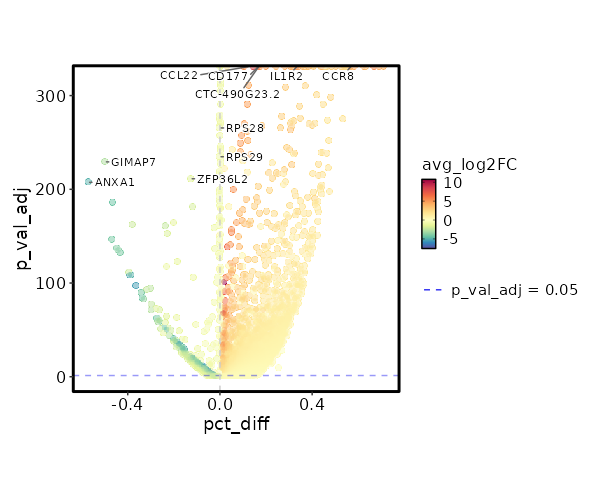 CCL22
CD177
IL1R2
CCR8
CTC-490G23.2
RPS28
RPS29
GIMAP7
ANXA1
ZFP36L2
p_val_adj
300
200
100
0
-0.4
0.0
0.4
pct_diff
avg_log2FC
10
5
0
-5
p_val_adj = 0.05